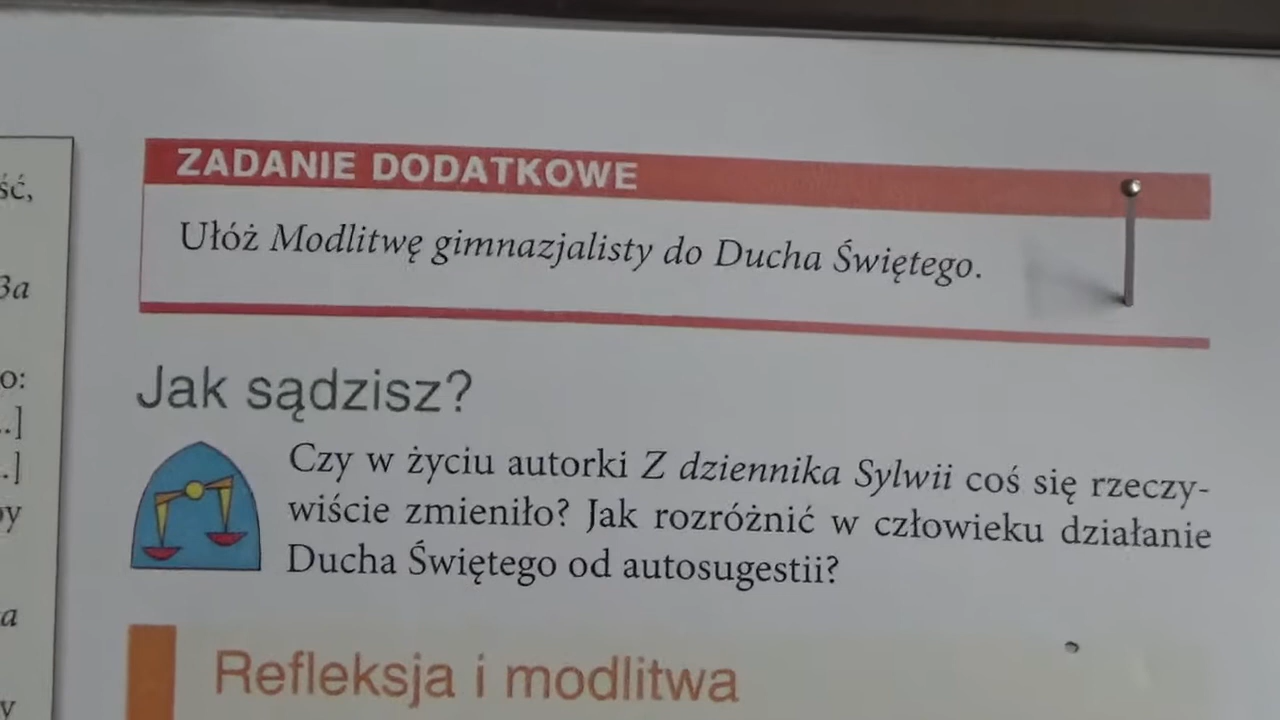 ZADANIE DODATKOWE
Ułóż Modlitwę gimnazjalisty do Ducha Świętego.
Jak sądzisz?
Czy w życiu autorki Z dziennika Sylwii coś się rzeczy-
wiście zmieniło? Jak rozróżnić w człowieku działanie
Ducha Świętego od autosugestii?
Refleksja i modlitwa